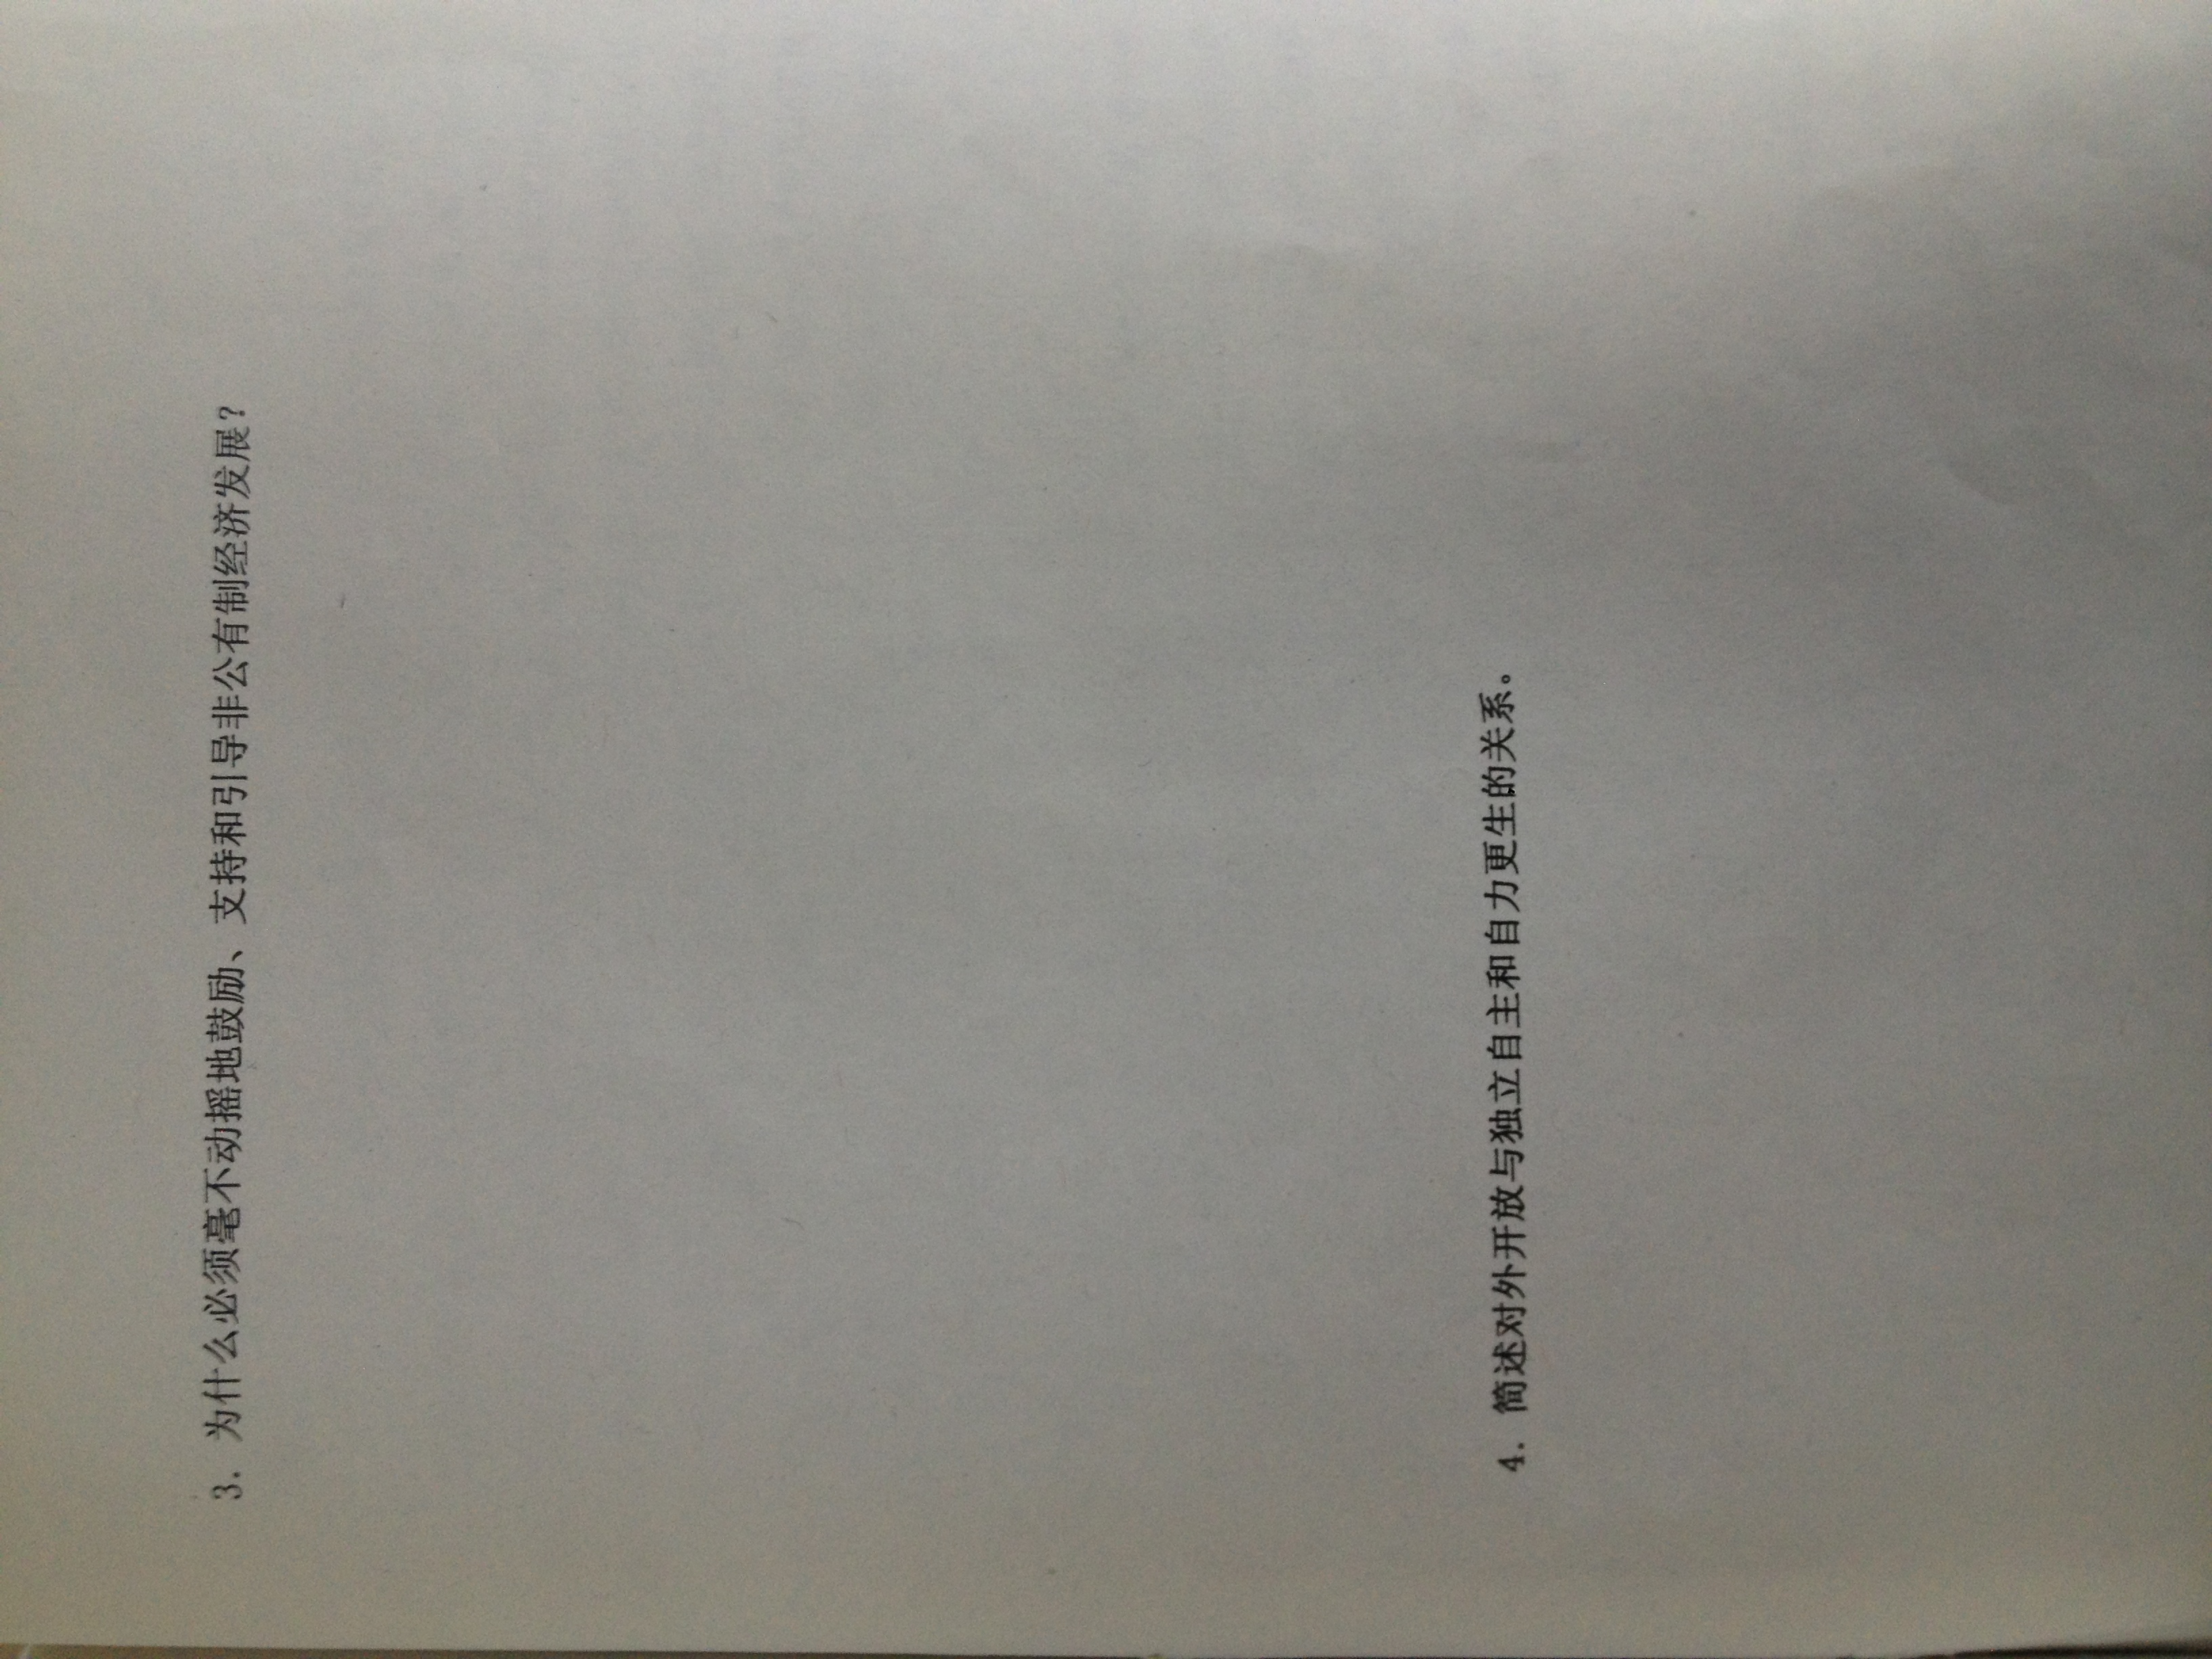 3. 为什么必须毫不动摇地鼓励、支持和引导非公有制经济发展?
4. 简述对外开放与独立自主和自力更生的关系。